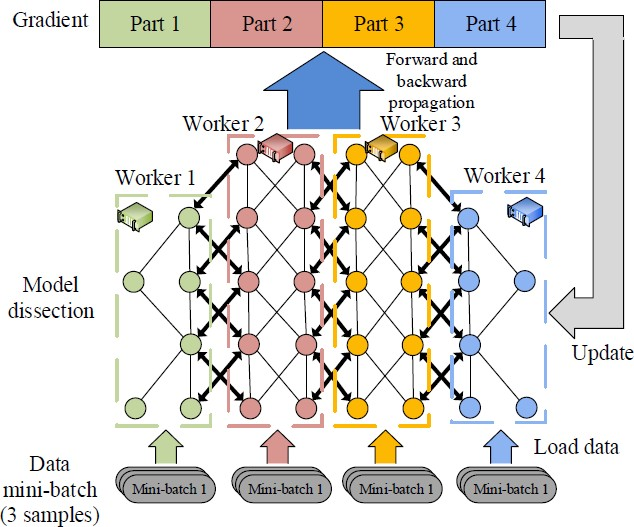 Gradient
Part 1
Part 2
Part 3
Part 4
Forward and
backward
propagation
Worker 2
Worker 3
Worker 1
Worker 4
Model
dissection
Update
Load data
Data
mini-batch
(3 samples)
Mini-batch 1
Mini-batch 1
Mini-batch 1
Mini-batch 1